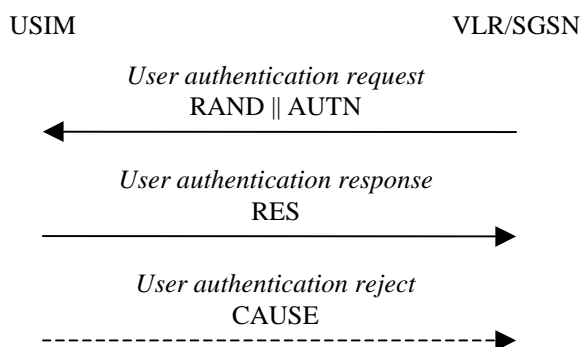 USIM VLR/SGSN
User authentication request
RAND || AUTN
User authentication response
RES
User authentication reject
CAUSE